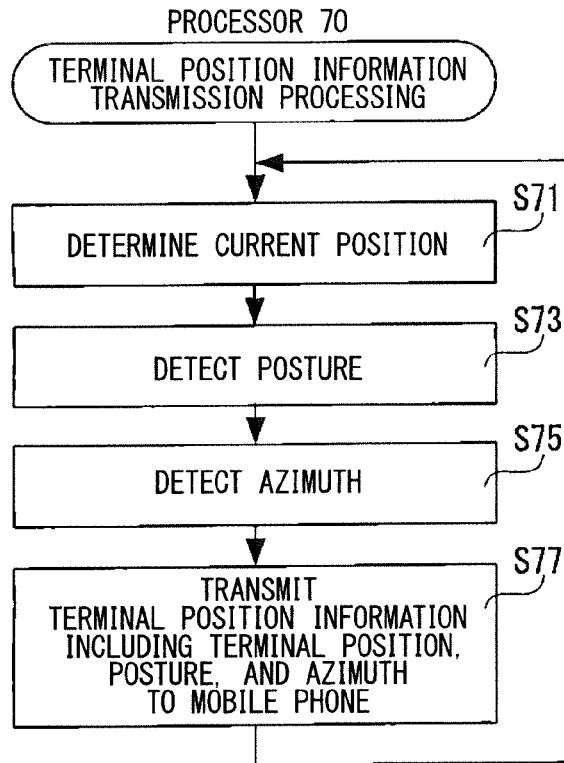 PROCESSOR 70
TERMINAL POSITION INFORMATION
TRANSMISSION PROCESSING
S71
DETERMINE CURRENT POSITION
S73
DETECT POSTURE
S75
DETECT AZIMUTH
S77
TRANSMIT
TERMINAL POSITION INFORMATION
INCLUDING TERMINAL POSITION,
POSTURE, AND AZIMUTH
TO MOBILE PHONE